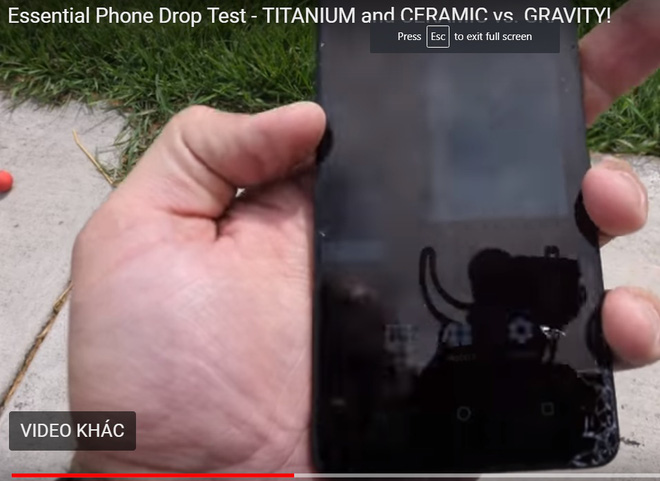 Essential Phone Drop Test - TITANIUM and CERAMIC vs. GRAVITY!
Press Esc to exit full screen
VIDEO KHÁC